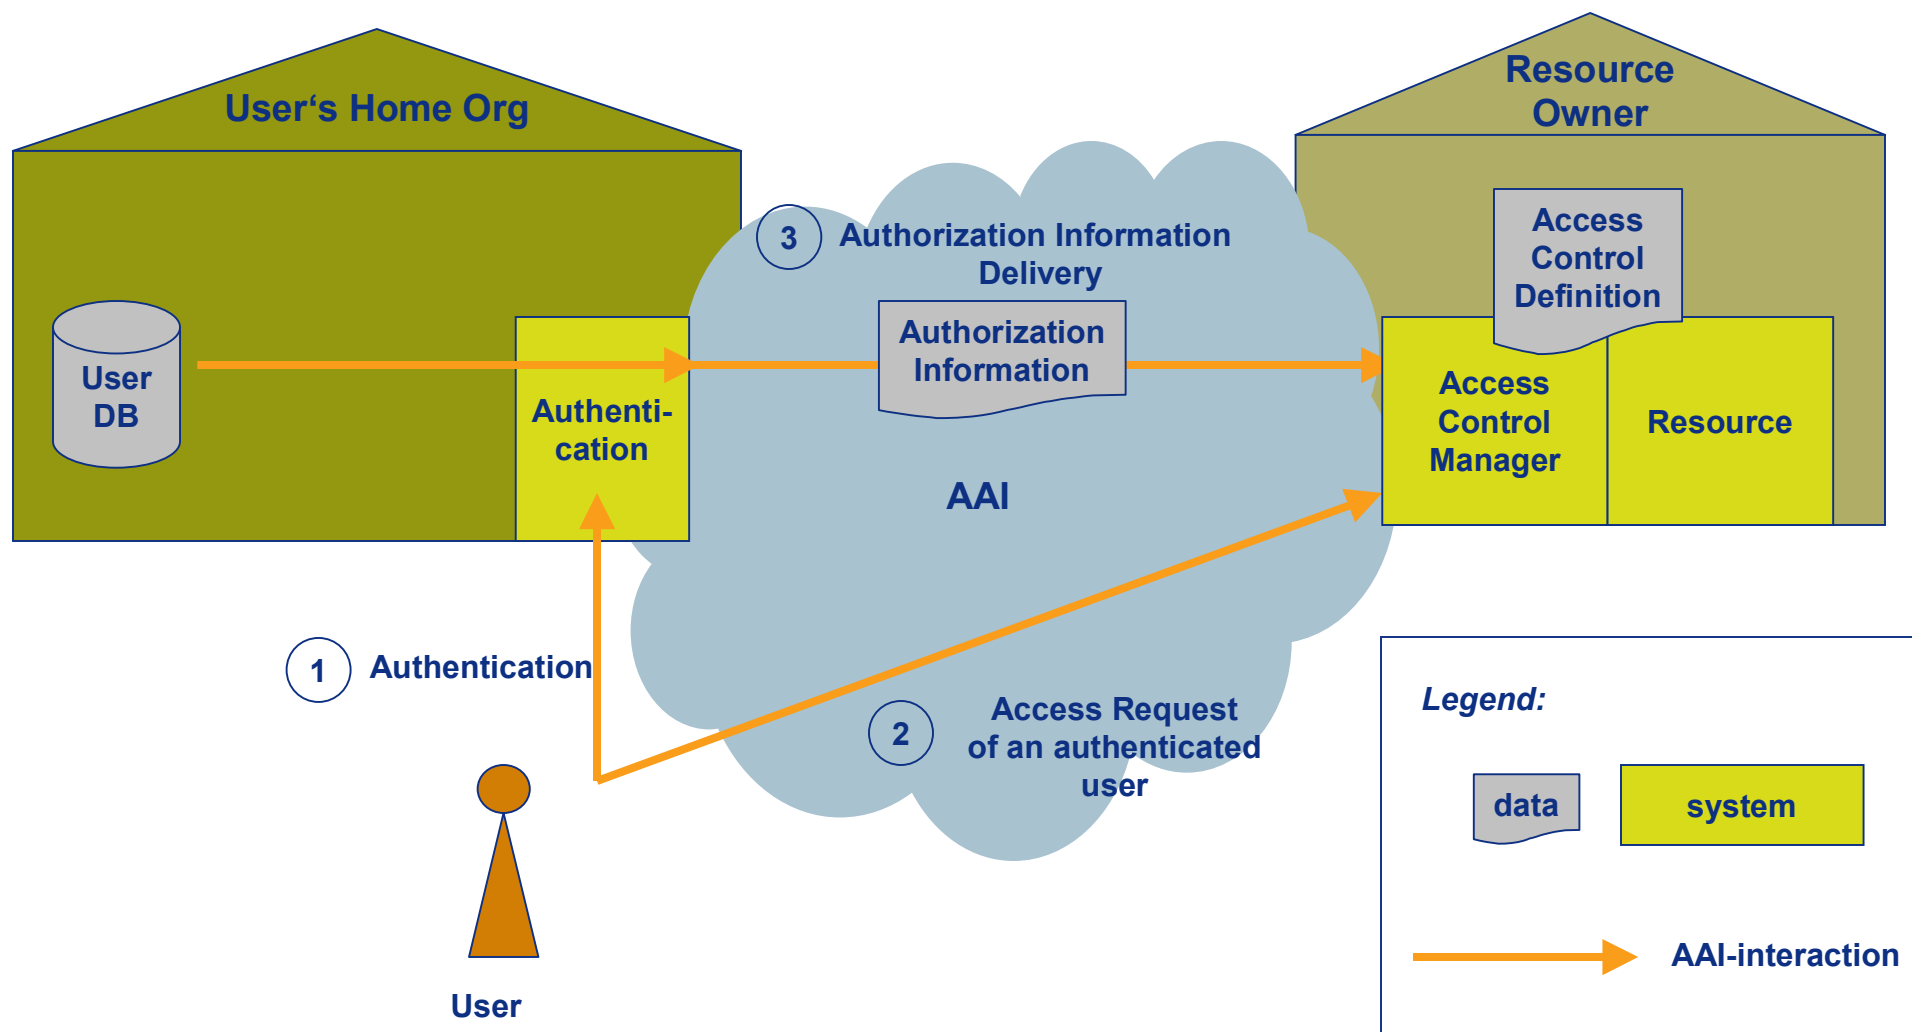 User‘s Home Org
Resource
Owner
3
Authorization Information
Delivery
Access
Control
Definition
User
DB
Authenti-
cation
Authorization
Information
Access
Control
Manager
Resource
AAI
1
Authentication
2
Access Request
of an authenticated
user
User
Legend:
data
system
AAI-interaction